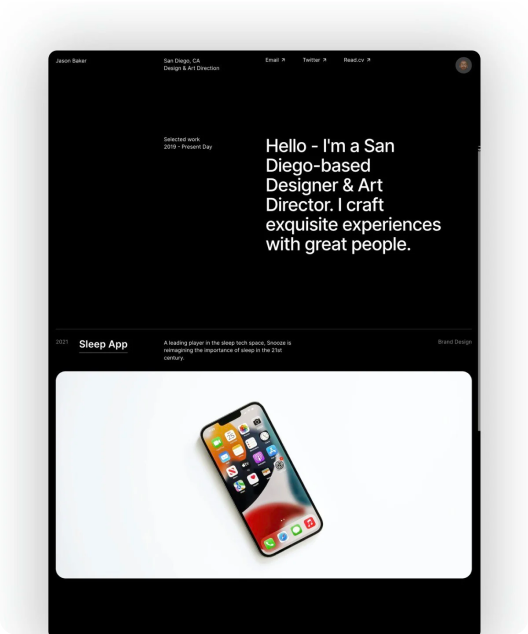 Jason Baker
San Diego, CA
Design & Art Direction
Email ↗
Twitter ↗
Read.cv ↗
Selected work
2019 - Present Day
Hello - I'm a San
Diego-based
Designer & Art
Director. I craft
exquisite experiences
with great people.
2021
Sleep App
A leading player in the sleep tech space, Snooze is
reimagining the importance of sleep in the 21st
century.
Brand Design